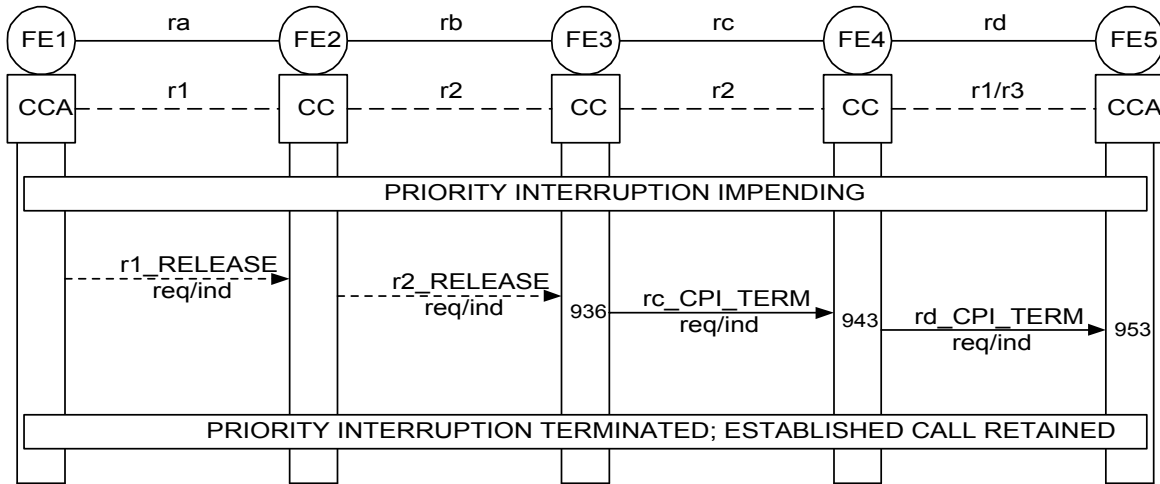 FE1 ra FE2 rb FE3 rc FE4 rd FE5
CCA r1 CC r2 CC r2 CC r1/r3 CCA
PRIORITY INTERRUPTION IMPENDING
r1_RELEASE
req/ind
r2_RELEASE
req/ind
936
rc_CPI_TERM
req/ind
943
rd_CPI_TERM
req/ind
953
PRIORITY INTERRUPTION TERMINATED; ESTABLISHED CALL RETAINED